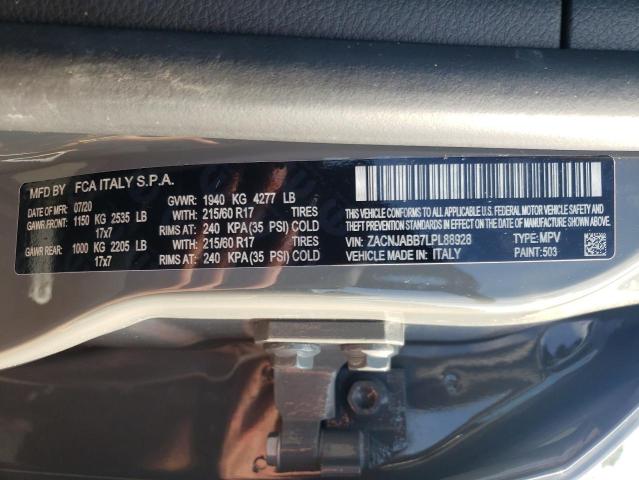 MFD BY FCA ITALY S.P.A.
DATE OF MFR: 07/20 GVWR: 1940 KG 4277 LB
GAWR FRONT: 1150 KG 2535 LB WITH: 215/60 R17 TIRES
17x7 RIMS AT: 240 KPA(35 PSI) COLD
GAWR REAR: 1000 KG 2205 LB WITH: 215/60 R17 TIRES
17x7 RIMS AT: 240 KPA(35 PSI) COLD
THIS VEHICLE CONFORMS TO ALL APPLICABLE U.S.A. FEDERAL MOTOR
VEHICLE SAFETY, BUMPER, AND THEFT PREVENTION STANDARDS IN
EFFECT ON THE DATE OF MANUFACTURE SHOWN ABOVE.
VIN: ZACNJABB7LPL88928 TYPE: MPV
VEHICLE MADE IN: ITALY PAINT: 503